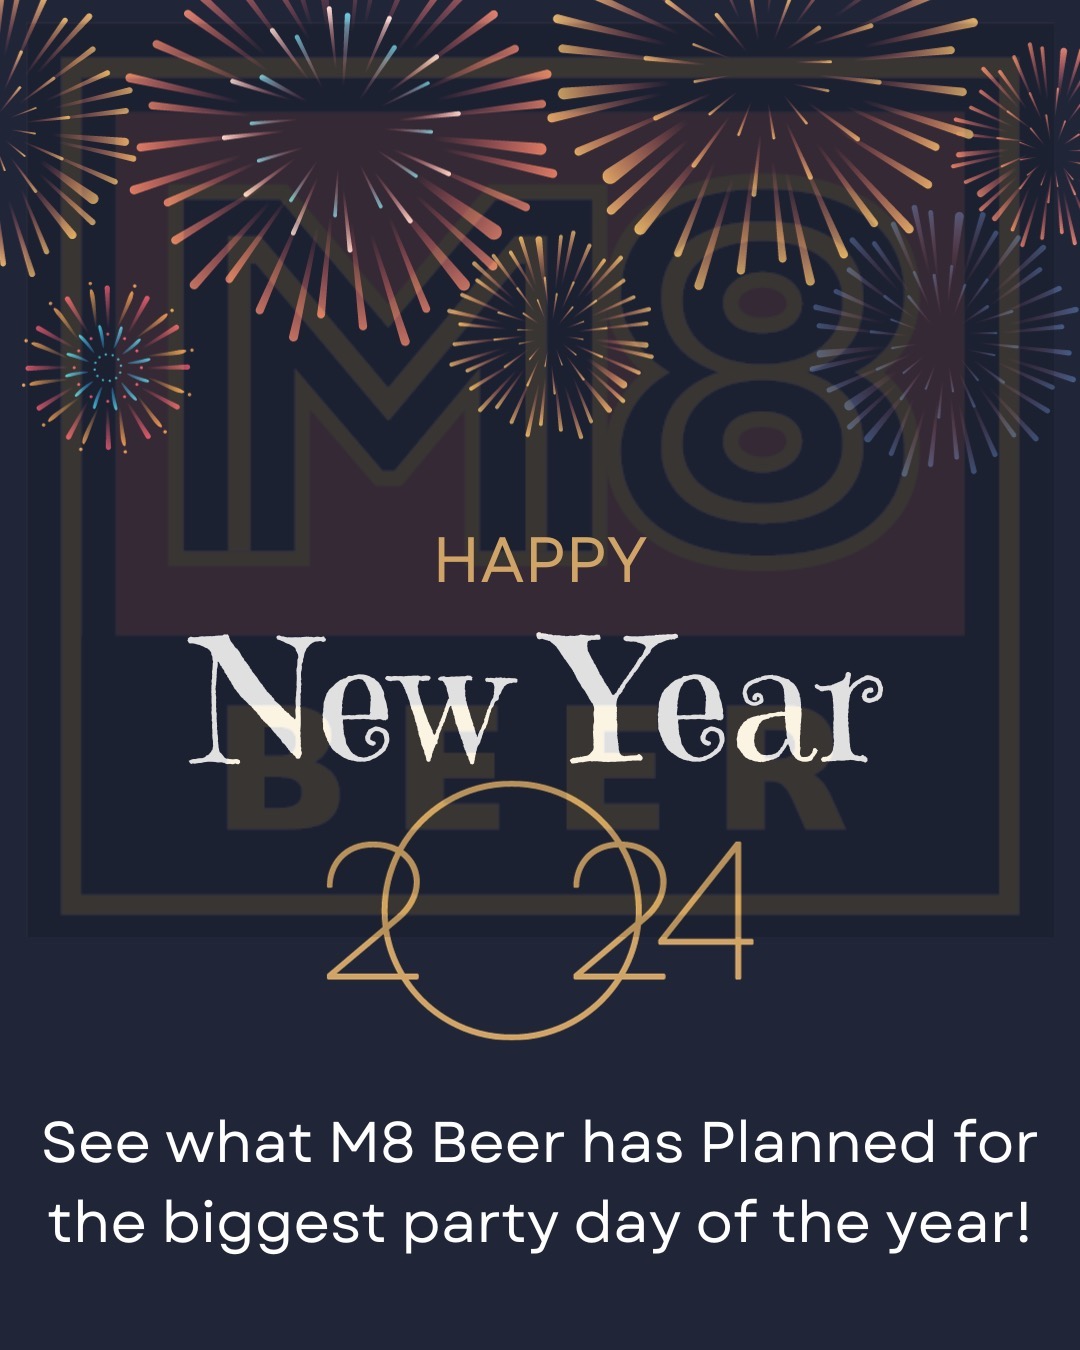 M8
HAPPY
New Year
BEER
2024
See what M8 Beer has Planned for
the biggest party day of the year!